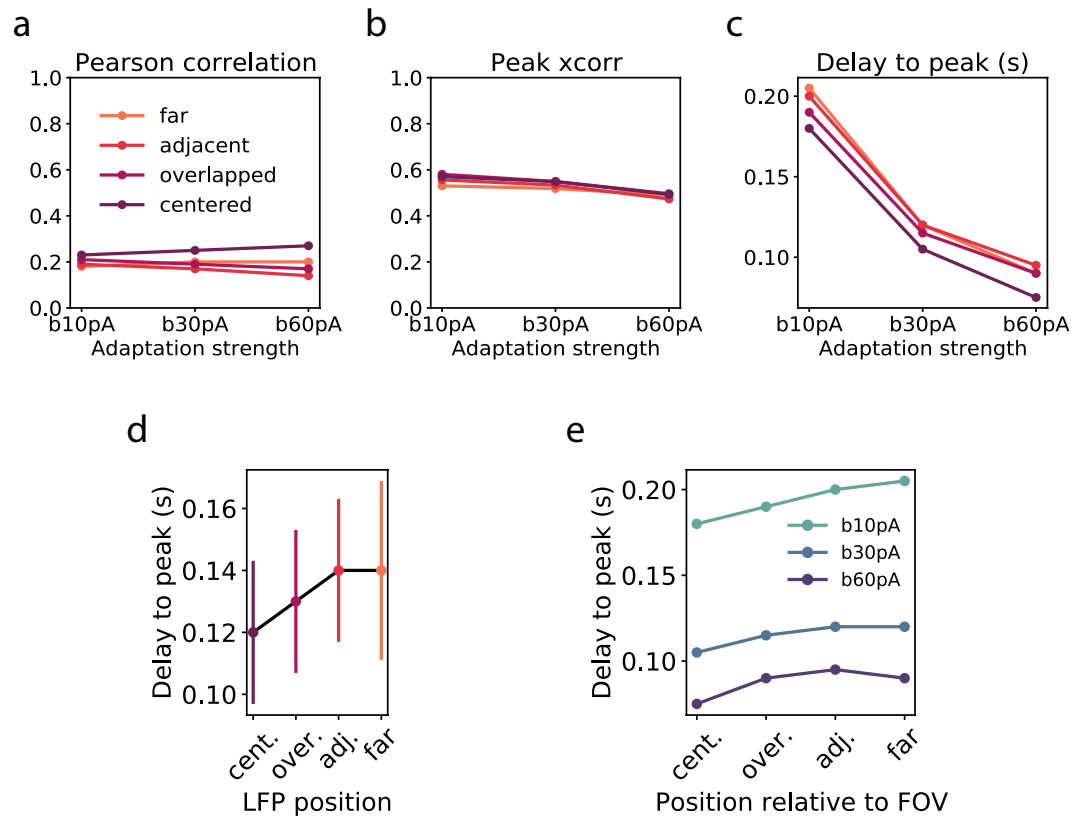 a
Pearson correlation
1.0
0.8
0.6
0.4
0.2
0.0
far
adjacent
overlapped
centered
b10pA b30pA b60pA
Adaptation strength
b
Peak xcorr
1.0
0.8
0.6
0.4
0.2
0.0
b10pA b30pA b60pA
Adaptation strength
c
Delay to peak (s)
0.20
0.15
0.10
b10pA b30pA b60pA
Adaptation strength
d
Delay to peak (s)
0.16
0.14
0.12
0.10
cent. over. adj. far
LFP position
e
Delay to peak (s)
0.20
0.15
0.10
b10pA
b30pA
b60pA
cent. over. adj. far
Position relative to FOV